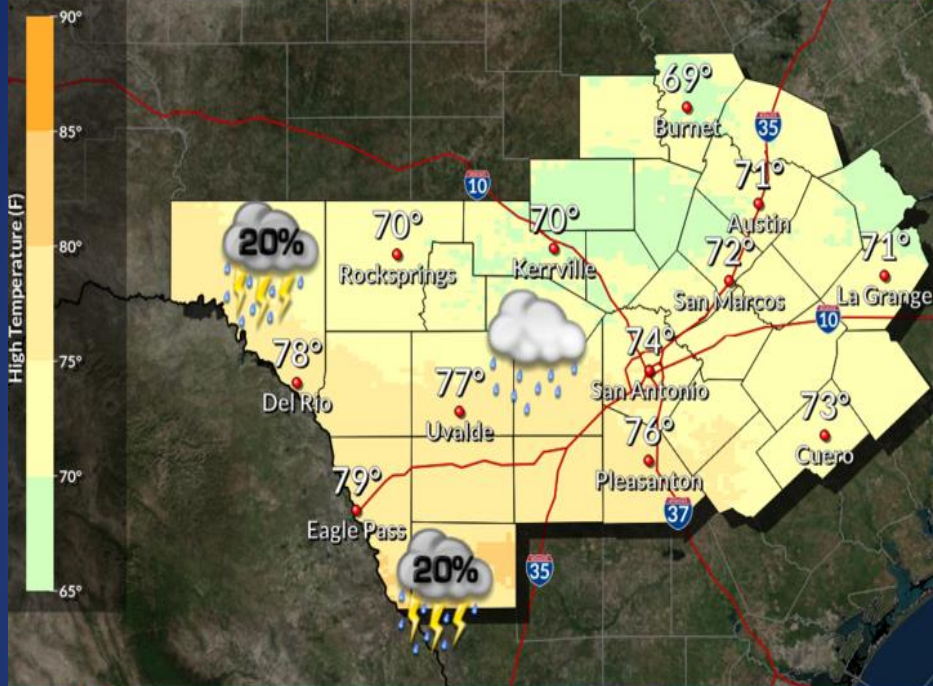 90°
85°
80°
75°
70°
65°
High Temperature (F)
69°
Burnet
35
71°
Austin
10
20%
70°
Rocksprings
70°
Kerrville
72°
San Marcos
71°
La Grange
10
78°
Del Rio
77°
Uvalde
74°
San Antonio
76°
Pleasanton
73°
Cuero
79°
Eagle Pass
37
20%
35